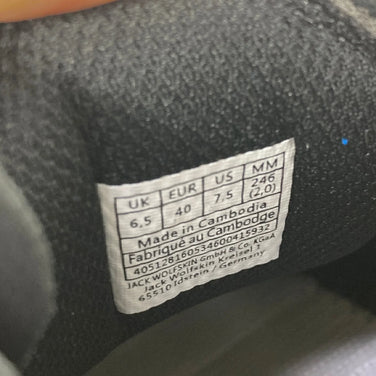 UK EUR US MM
6,5 40 7.5 246 (2,0)
Made in Cambodia
Fabriqué au Cambodge
405128160534600415932
JACK WOLFSKIN GmbH & Co. KGaA
Jack Wolfskin Kreisel 1
65510 Idstein / Germany